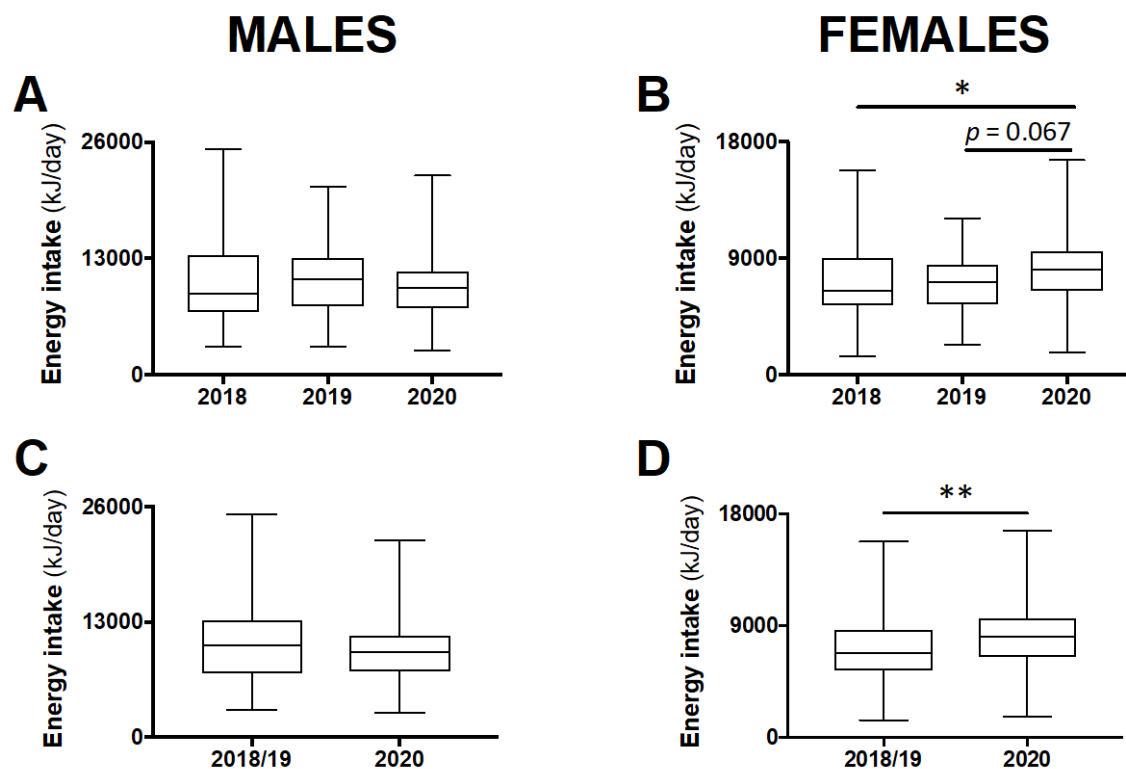 MALES
FEMALES
A
Energy intake (kJ/day)
26000
13000
0
2018 2019 2020
B
Energy intake (kJ/day)
18000
9000
0
*
p = 0.067
2018 2019 2020
C
Energy intake (kJ/day)
26000
13000
0
2018/19 2020
D
Energy intake (kJ/day)
18000
9000
0
**
2018/19 2020